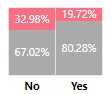 32.98% 19.72%
67.02% 80.28%
No Yes